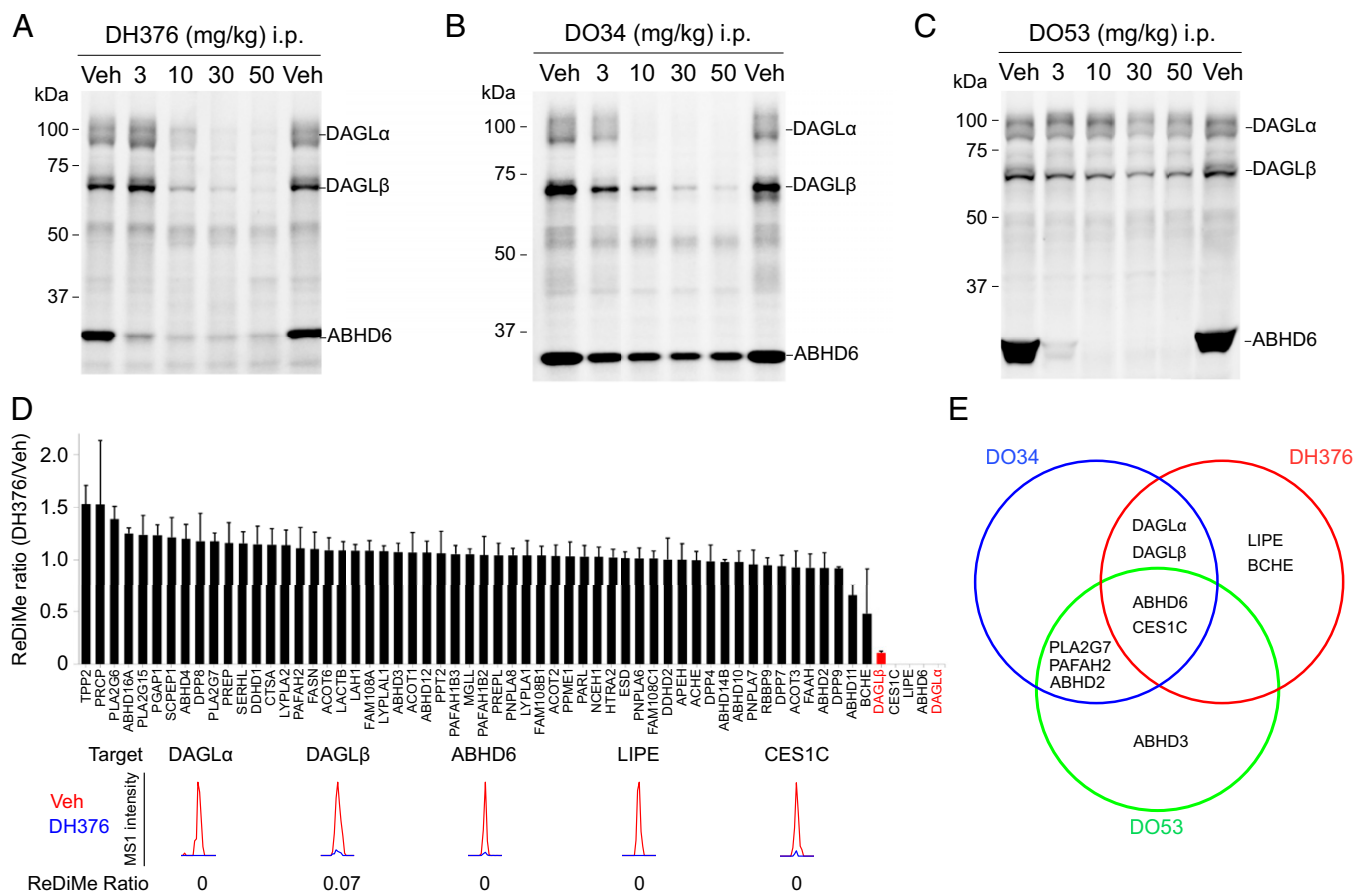 A
DH376 (mg/kg) i.p.
Veh 3 10 30 50 Veh
kDa
100
75
50
37
DAGLα
DAGLβ
ABHD6
B
DO34 (mg/kg) i.p.
Veh 3 10 30 50 Veh
kDa
100
75
50
37
DAGLα
DAGLβ
ABHD6
C
DO53 (mg/kg) i.p.
Veh 3 10 30 50 Veh
kDa
100
75
50
37
DAGLα
DAGLβ
ABHD6
D
ReDiMe ratio (DH376/Veh)
2.0
1.5
1.0
0.5
0
TPP2
PRCP
PLA2G6
ABHD16A
PLA2G15
PGAP1
SCPEP1
ABHD4
DPP8
PLA2G7
PREP
SERHL
DDHD1
CTSA
LYPLA2
PAFAH2
FASN
ACOT6
LACTB
LAH1
FAM108A
LYPLAL1
ABHD3
ACOT1
ABHD12
PPT2
PAFAH1B3
MGLL
PAFAH1B2
PREPL
PNPLA8
LYPLA1
FAM108B1
ACOT2
PPME1
PARL
NCEH1
HTRA2
ESD
PNPLA6
FAM108C1
DDHD2
APEH
ACHE
DPP4
ABHD14B
ABHD10
PNPLA7
RBBP9
DPP7
ACOT3
FAAH
ABHD2
DPP9
ABHD11
BCHE
DAGLβ
CES1C
LIPE
ABHD6
DAGLα
Target DAGLα DAGLβ ABHD6 LIPE CES1C
Veh
DH376
MS1 intensity
ReDiMe Ratio 0 0.07 0 0 0
E
DO34
DH376
DAGLα
DAGLβ
LIPE
BCHE
ABHD6
CES1C
PLA2G7
PAFAH2
ABHD2
ABHD3
DO53